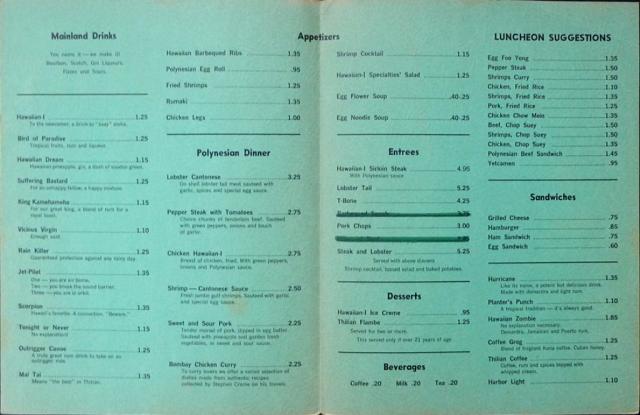 Mainland Drinks
You name it — we make it!
Bourbon, Scotch, Gin Liqueurs,
Fizzes and Sours.
Hawaiian-I 1.25
To the newcomer, a drink to "easy" aloha.
Bird of Paradise 1.25
Tropical fruits, rum and liqueur.
Hawaiian Dream 1.15
Hawaiian pineapple, gin, a dash of
Suffering Bastard 1.25
For an unhappy fellow, a happy mixture.
King Kamehameha 1.15
For our great king, a blend of rum for a
royal toast.
Vicious Virgin 1.10
Enough said.
Rain Killer 1.25
Guaranteed protection against any rainy day.
Jet-Pilot 1.35
One — you are air borne.
Two — you break the sound barrier.
Three — you are in orbit.
Scorpion 1.35
Hawaii's favorite. A concoction. "Beware."
Tonight or Never 1.15
No explanation!
Outrigger Canoe 1.25
A truly great rum drink to take on an
outrigger ride.
Mai Tai 1.35
Means "the best" in Thitian.
Appetizers
Hawaiian Barbequed Ribs 1.35
Polynesian Egg Roll .95
Fried Shrimps 1.25
Rumaki 1.35
Chicken Legs 1.00
Polynesian Dinner
Lobster Cantonese 3.25
On shell lobster tail meat sauteed with
garlic, spices and special egg sauce.
Pepper Steak with Tomatoes 2.75
Choice chunks of tenderloin beef. Sauteed
with green peppers, onions and touch
of garlic.
Chicken Hawaiian-I 2.75
Breast of chicken, fried. With green peppers,
onions and Polynesian sauce.
Shrimp — Cantonese Sauce 2.50
Fresh jumbo gulf shrimps. Sauteed with garlic
and special egg sauce.
Sweet and Sour Pork 2.25
Tender morsel of pork, dipped in egg batter.
Sauteed with pineapple and garden fresh
vegetables, in sweet and sour sauce.
Bombay Chicken Curry 2.25
To curry lovers we offer a native selection of
dishes made from authentic recipes
collected by Stephen Crane on his travels.
Shrimp Cocktail 1.15
Hawaiian-I Specialties' Salad 1.25
Egg Flower Soup .40-.25
Egg Noodle Soup .40-.25
Entrees
Hawaiian-I Sirloin Steak 4.95
With Polynesian sauce
Lobster Tail 5.25
T-Bone 4.25
Pork Chops 3.00
Steak and Lobster 5.25
Served with above dinners
Shrimp cocktail, tossed salad and baked potatoes.
Desserts
Hawaiian-I Ice Creme .95
Thitian Flambe 1.25
Served for two or more.
This served only if over 21 years of age
Beverages
Coffee .20 Milk .20 Tea .20
LUNCHEON SUGGESTIONS
Egg Foo Yong 1.35
Pepper Steak 1.50
Shrimps Curry 1.50
Chicken, Fried Rice 1.10
Shrimps, Fried Rice 1.35
Pork, Fried Rice 1.25
Chicken Chow Mein 1.35
Beef, Chop Suey 1.50
Shrimps, Chop Suey 1.50
Chicken, Chop Suey 1.35
Polynesian Beef Sandwich 1.45
Yetcamen .95
Sandwiches
Grilled Cheese .75
Hamburger .85
Ham Sandwich .75
Egg Sandwich .60
Hurricane 1.35
Like its name, a potent but delicious drink.
Made with demerara and light rum.
Planter's Punch 1.10
A tropical tradition — it's always good.
Hawaiian Zombie 1.85
No explanation necessary.
Demarara, Jamaican and Puerto rum.
Coffee Grog 1.25
Blend of fragrant Kona coffee. Cuban honey.
Thitian Coffee 1.25
Coffee, rum and spices topped with
whipped cream.
Harbor Light 1.10